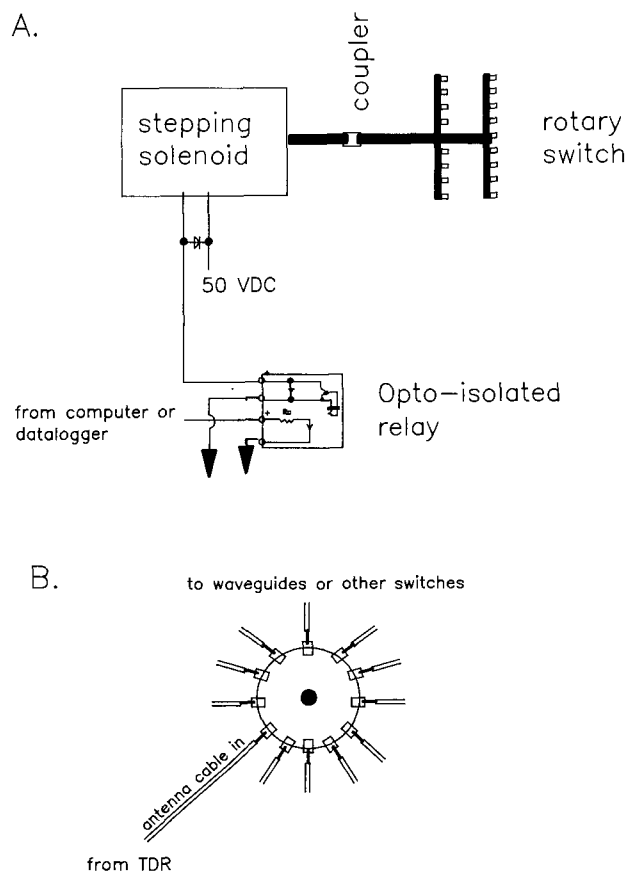 A.
coupler
stepping
solenoid
rotary
switch
50 VDC
+
Opto-isolated
relay
from computer or
datalogger
+
B.
to waveguides or other switches
antenna cable in
from TDR